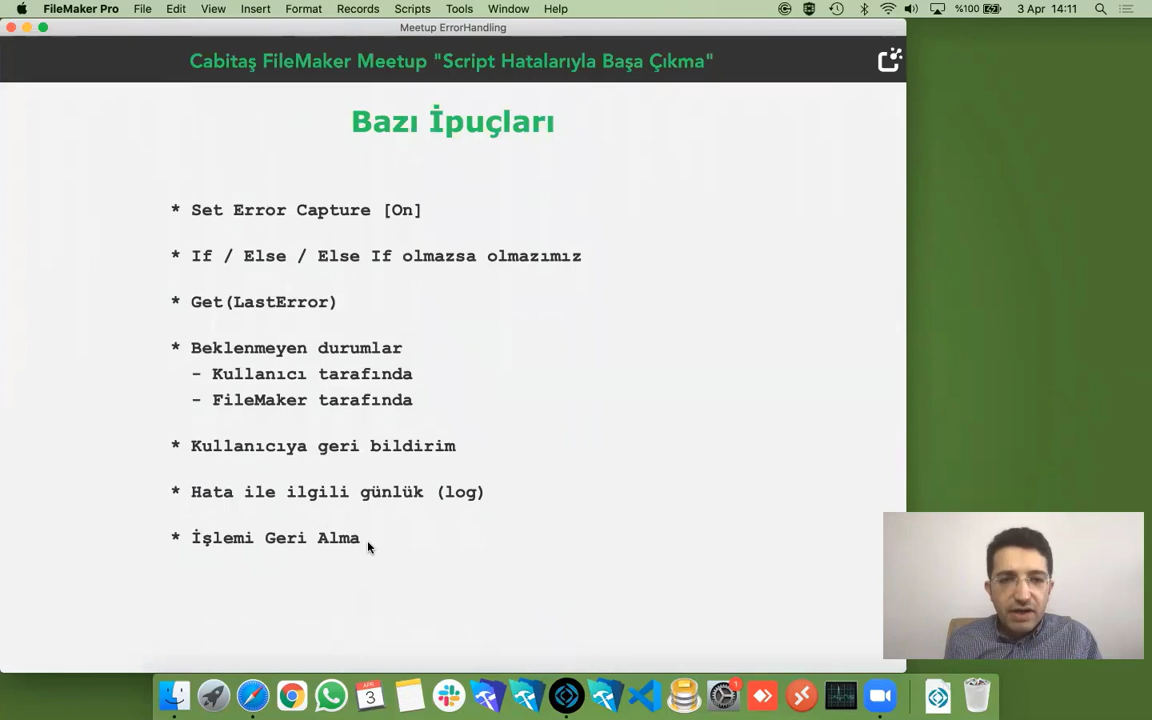 FileMaker Pro File Edit View Insert Format Records Scripts Tools Window Help %100 3 Apr 14:11
Meetup ErrorHandling
Cabitaş FileMaker Meetup "Script Hatalarıyla Başa Çıkma"
Bazı İpuçları
* Set Error Capture [On]
* If / Else / Else If olmazsa olmazımız
* Get(LastError)
* Beklenmeyen durumlar
- Kullanıcı tarafında
- FileMaker tarafında
* Kullanıcıya geri bildirim
* Hata ile ilgili günlük (log)
* İşlemi Geri Alma
APR
3
1